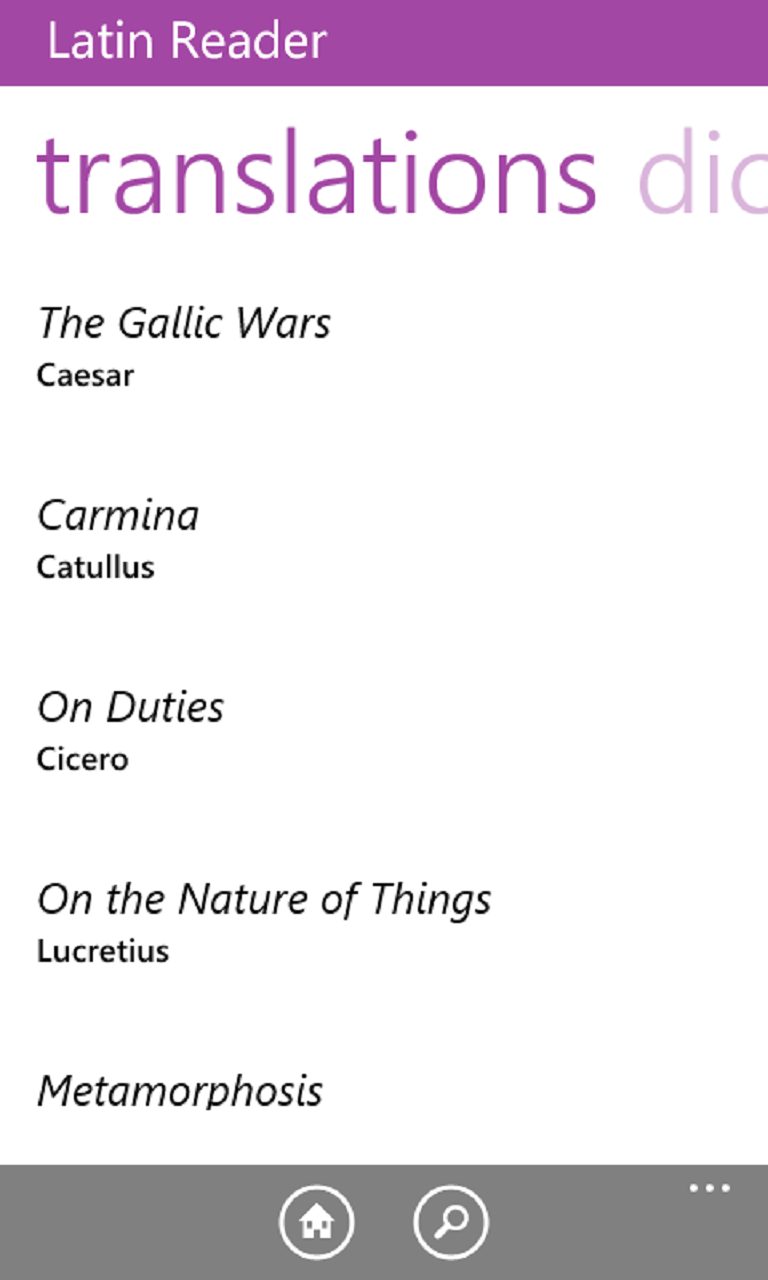 Latin Reader
translations dic
The Gallic Wars
Caesar
Carmina
Catullus
On Duties
Cicero
On the Nature of Things
Lucretius
Metamorphosis